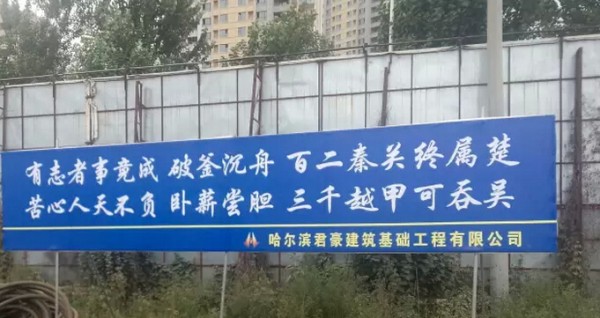 有志者事竟成 破釜沉舟 百二秦关终属楚
苦心人天不负 卧薪尝胆 三千越甲可吞吴
哈尔滨君豪建筑基础工程有限公司